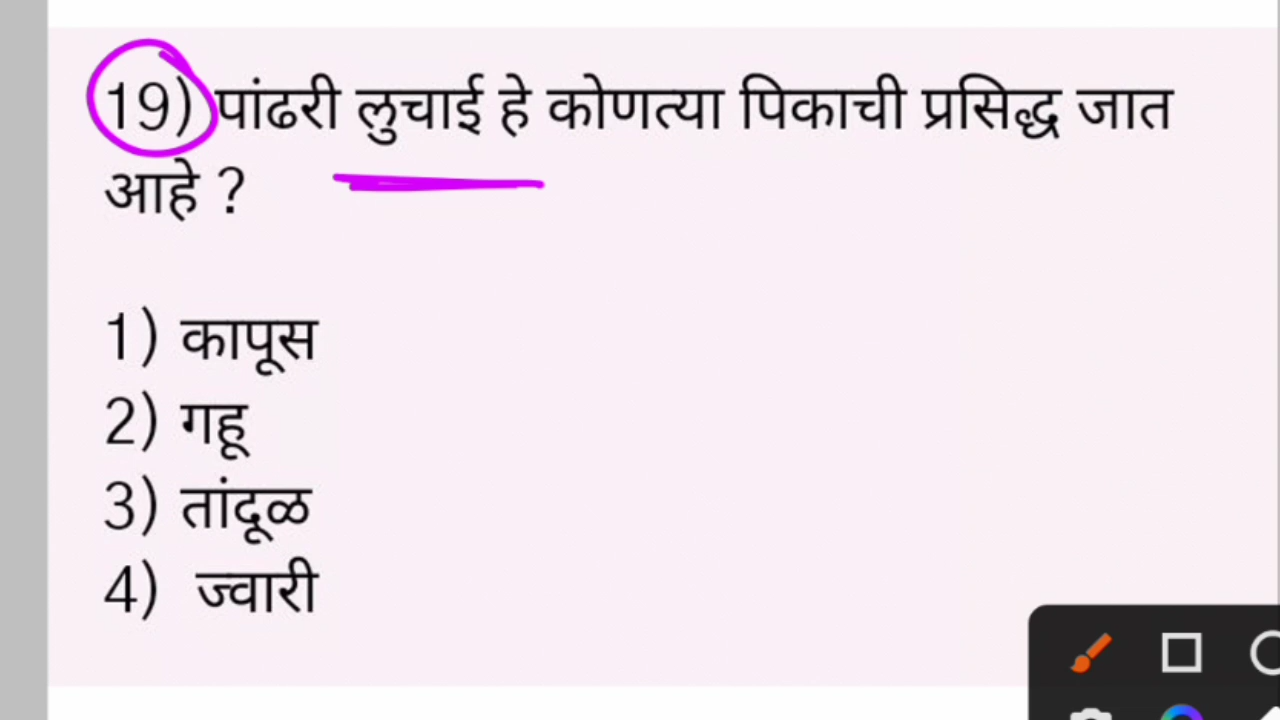 19) पांढरी लुचाई हे कोणत्या पिकाची प्रसिद्ध जात
आहे ?
1) कापूस
2) गहू
3) तांदूळ
4) ज्वारी